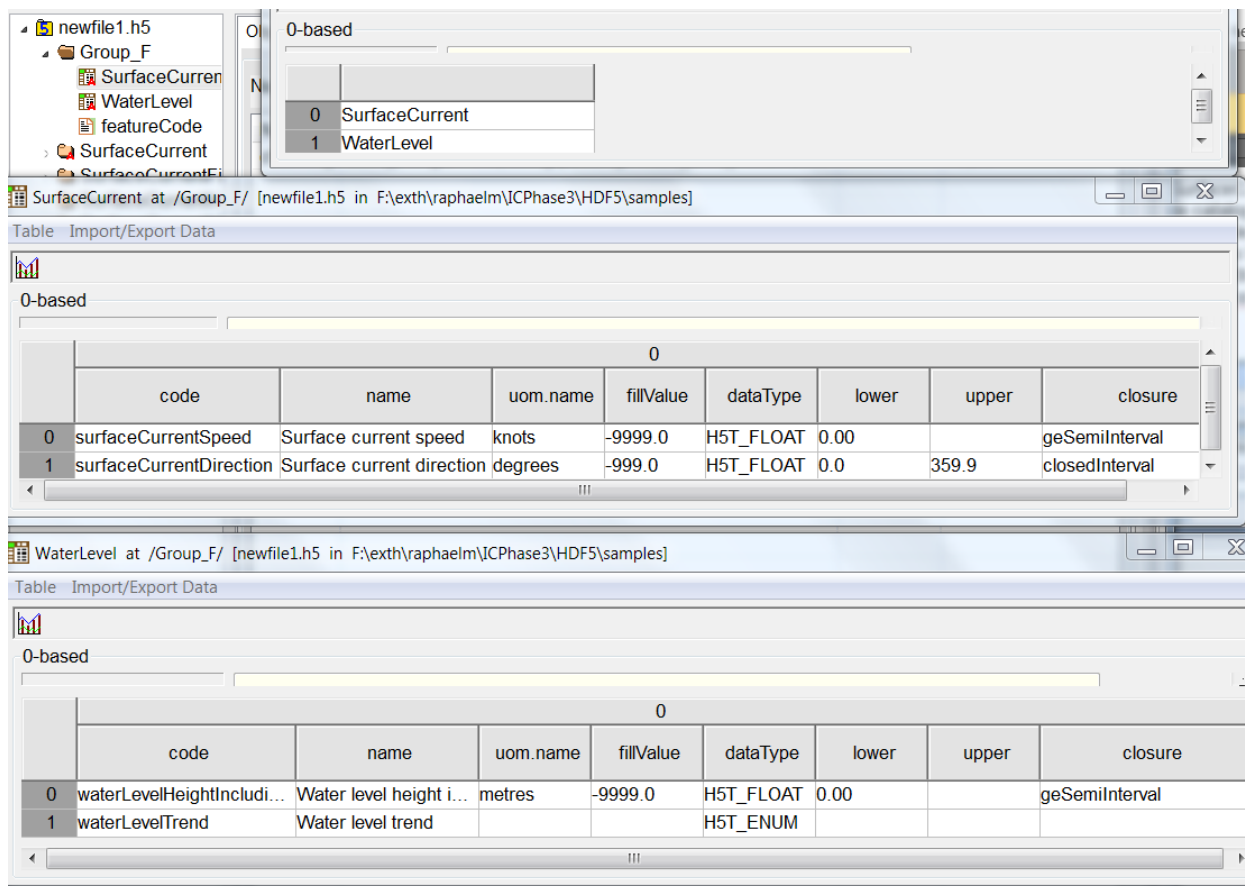 newfile1.h5
Group_F
SurfaceCurren
WaterLevel
featureCode
SurfaceCurrent
0-based
0 SurfaceCurrent
1 WaterLevel
SurfaceCurrent at /Group_F/ [newfile1.h5 in F:\exth\raphaelm\ICPhase3\HDF5\samples]
Table Import/Export Data
0-based
0
code name uom.name fillValue dataType lower upper closure
0 surfaceCurrentSpeed Surface current speed knots -9999.0 H5T_FLOAT 0.00 geSemiInterval
1 surfaceCurrentDirection Surface current direction degrees -999.0 H5T_FLOAT 0.0 359.9 closedInterval
WaterLevel at /Group_F/ [newfile1.h5 in F:\exth\raphaelm\ICPhase3\HDF5\samples]
Table Import/Export Data
0-based
0
code name uom.name fillValue dataType lower upper closure
0 waterLevelHeightIncludi... Water level height i... metres -9999.0 H5T_FLOAT 0.00 geSemiInterval
1 waterLevelTrend Water level trend H5T_ENUM